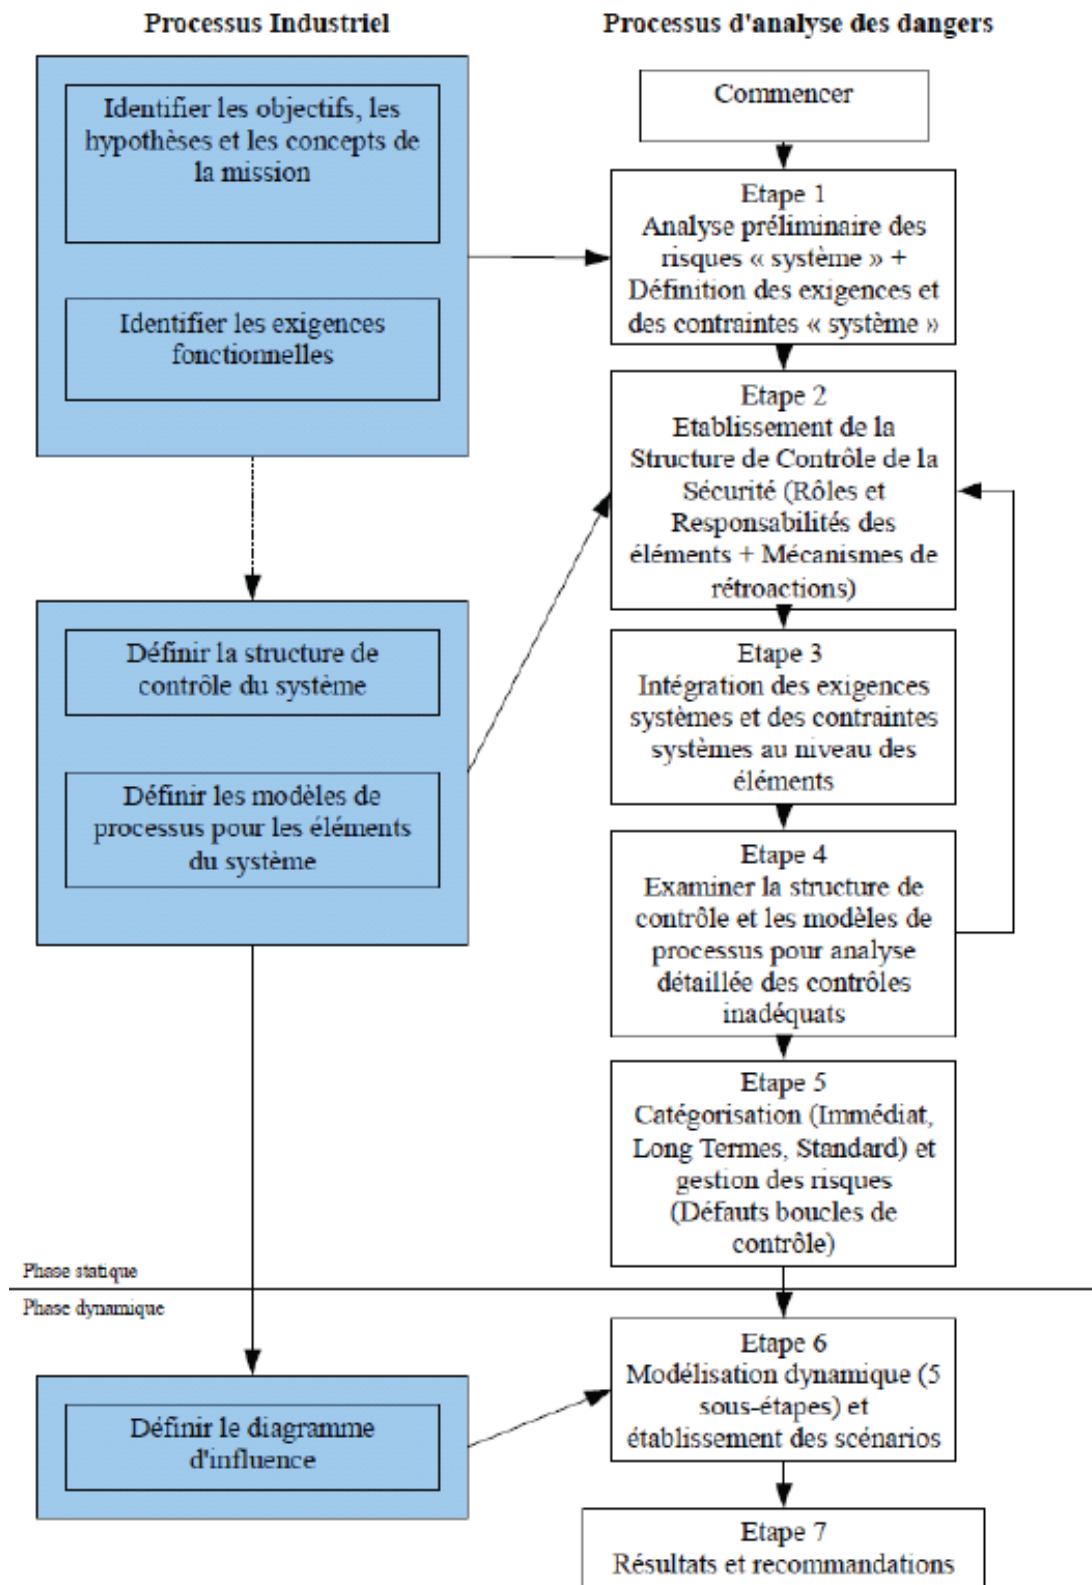 Processus Industriel
Processus d'analyse des dangers
Identifier les objectifs, les
hypothèses et les concepts de
la mission
Identifier les exigences
fonctionnelles
Définir la structure de
contrôle du système
Définir les modèles de
processus pour les éléments
du système
Commencer
Etape 1
Analyse préliminaire des
risques « système » +
Définition des exigences et
des contraintes « système »
Etape 2
Etablissement de la
Structure de Contrôle de la
Sécurité (Rôles et
Responsabilités des
éléments + Mécanismes de
rétroactions)
Etape 3
Intégration des exigences
systèmes et des contraintes
systèmes au niveau des
éléments
Etape 4
Examiner la structure de
contrôle et les modèles de
processus pour analyse
détaillée des contrôles
inadéquats
Etape 5
Catégorisation (Immédiat,
Long Termes, Standard) et
gestion des risques
(Défauts boucles de
contrôle)
Phase statique
Phase dynamique
Définir le diagramme
d'influence
Etape 6
Modélisation dynamique (5
sous-étapes) et
établissement des scénarios
Etape 7
Résultats et recommandations